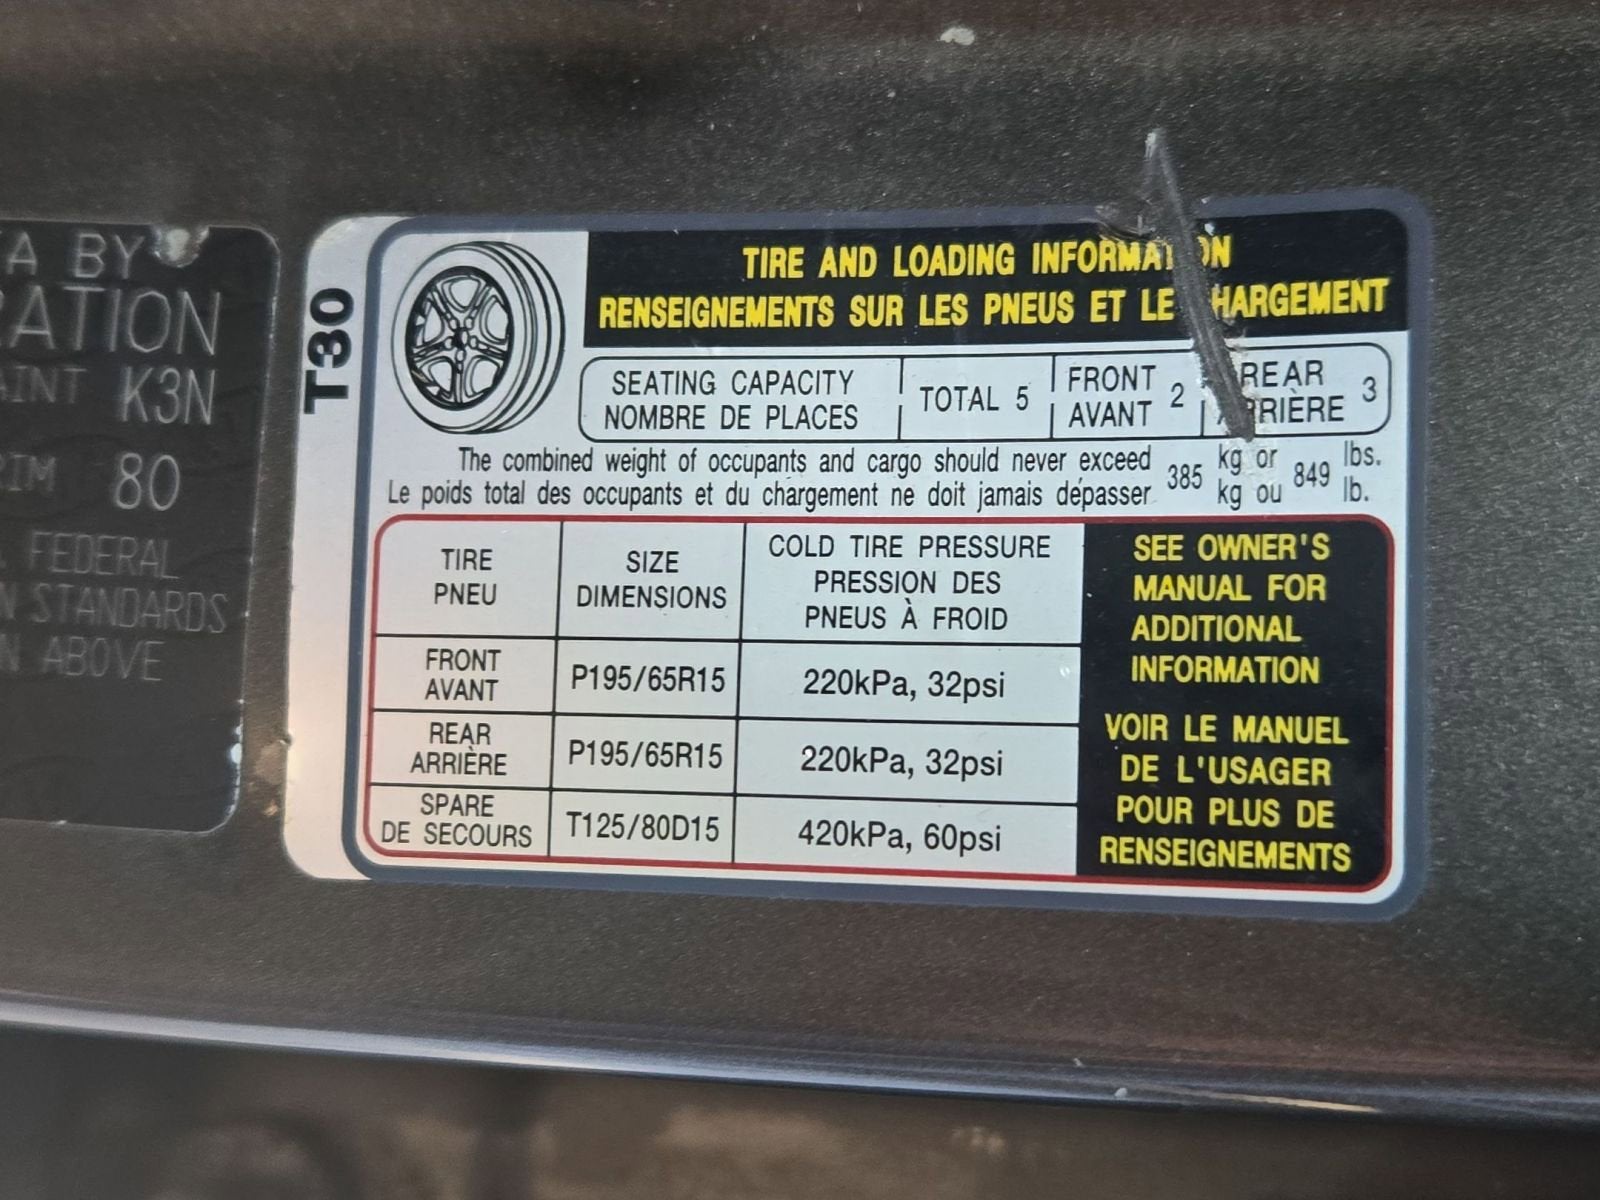 A BY
RATION
AINT K3N
RIM 80
FEDERAL
N STANDARDS
N ABOVE
T30
TIRE AND LOADING INFORMATION
RENSEIGNEMENTS SUR LES PNEUS ET LE CHARGEMENT
SEATING CAPACITY
NOMBRE DE PLACES
TOTAL 5
FRONT
AVANT
2
REAR
ARRIÈRE
3
The combined weight of occupants and cargo should never exceed 385 kg or 849 lbs.
Le poids total des occupants et du chargement ne doit jamais dépasser kg ou lb.
TIRE
PNEU
SIZE
DIMENSIONS
COLD TIRE PRESSURE
PRESSION DES
PNEUS À FROID
FRONT
AVANT
P195/65R15
220kPa, 32psi
REAR
ARRIÈRE
P195/65R15
220kPa, 32psi
SPARE
DE SECOURS
T125/80D15
420kPa, 60psi
SEE OWNER'S
MANUAL FOR
ADDITIONAL
INFORMATION
VOIR LE MANUEL
DE L'USAGER
POUR PLUS DE
RENSEIGNEMENTS